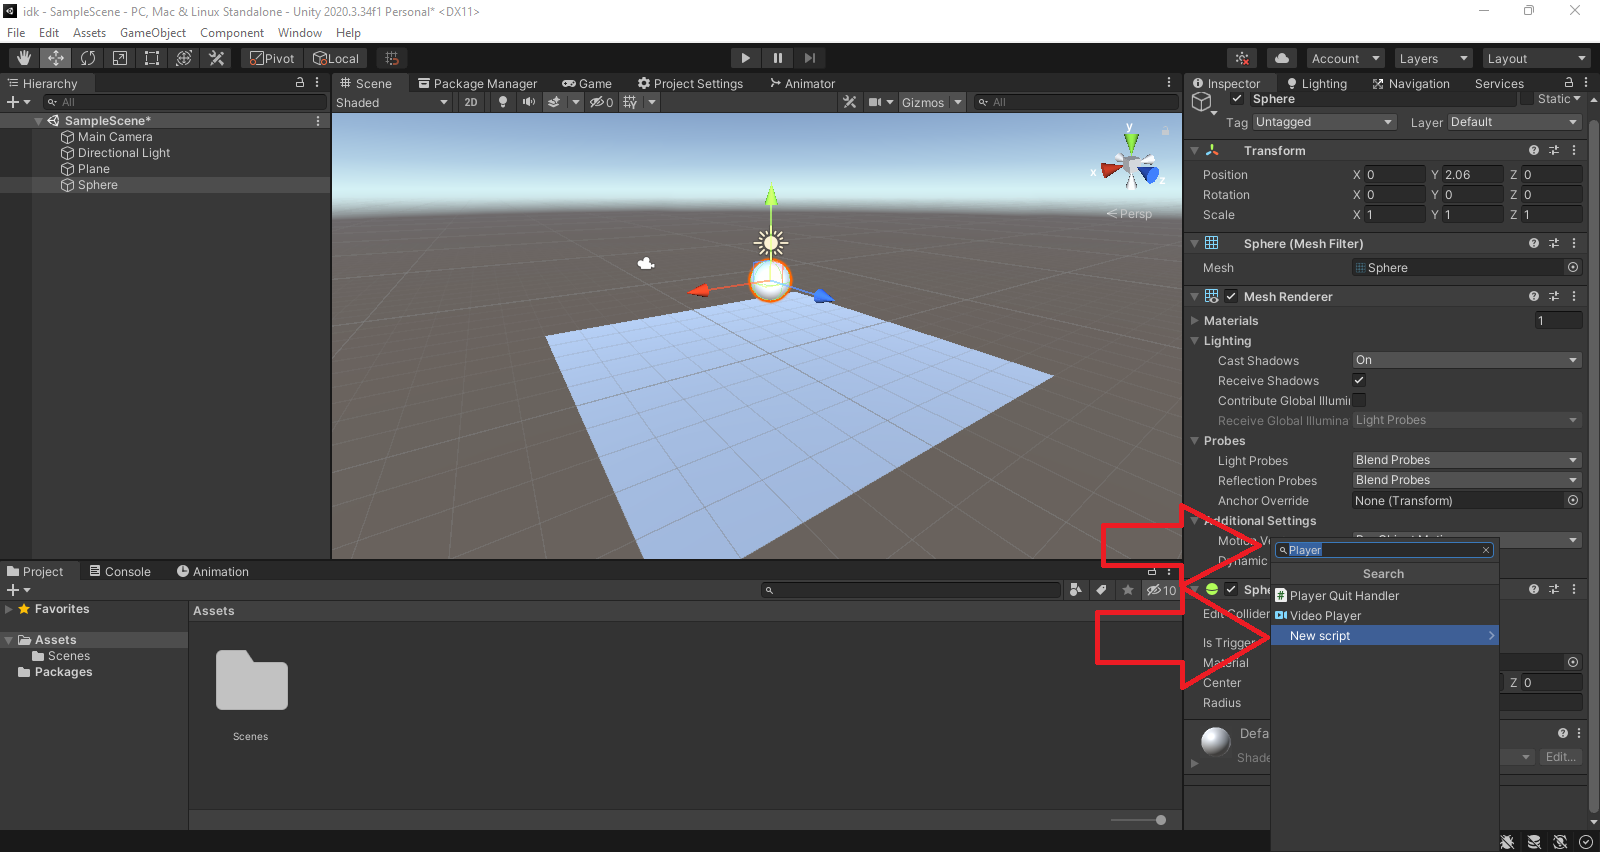 idk - SampleScene - PC, Mac & Linux Standalone - Unity 2020.3.34f1 Personal* <DX11>
File Edit Assets GameObject Component Window Help
Pivot Local Account Layers Layout
Hierarchy
All
SampleScene*
Main Camera
Directional Light
Plane
Sphere
Scene Package Manager Game Project Settings Animator
Shaded 2D 0 Gizmos All
y
x
z
Persp
Inspector Lighting Navigation Services
Sphere Static
Tag Untagged Layer Default
Transform
Position X 0 Y 2.06 Z 0
Rotation X 0 Y 0 Z 0
Scale X 1 Y 1 Z 1
Sphere (Mesh Filter)
Mesh Sphere
Mesh Renderer
Materials 1
Lighting
Cast Shadows On
Receive Shadows
Contribute Global Illumi
Receive Global Illumina Light Probes
Probes
Light Probes Blend Probes
Reflection Probes Blend Probes
Anchor Override None (Transform)
Additional Settings
Motion Ve
Dynamic
Sphe
Edit Collider
Is Trigger
Material
Center Z 0
Radius
Defa
Shade Edit...
Player
Search
Player Quit Handler
Video Player
New script
Project Console Animation
10
Favorites
Assets
Scenes
Packages
Assets
Scenes